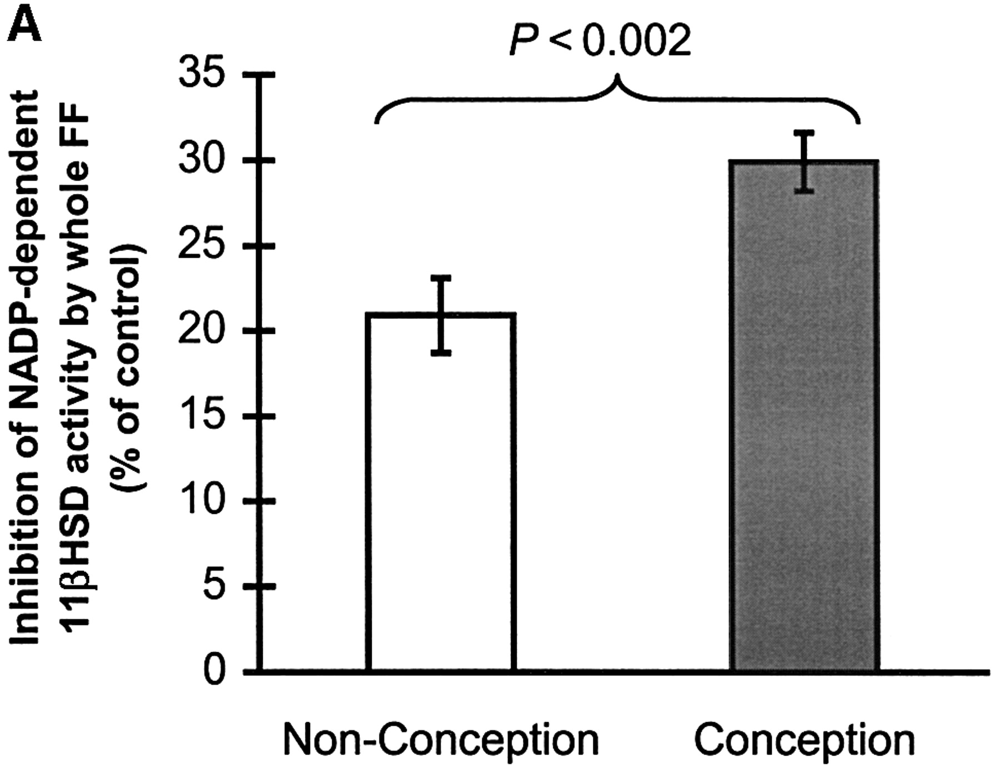 A
P < 0.002
Inhibition of NADP-dependent
11βHSD activity by whole FF
(% of control)
35
30
25
20
15
10
5
0
Non-Conception
Conception